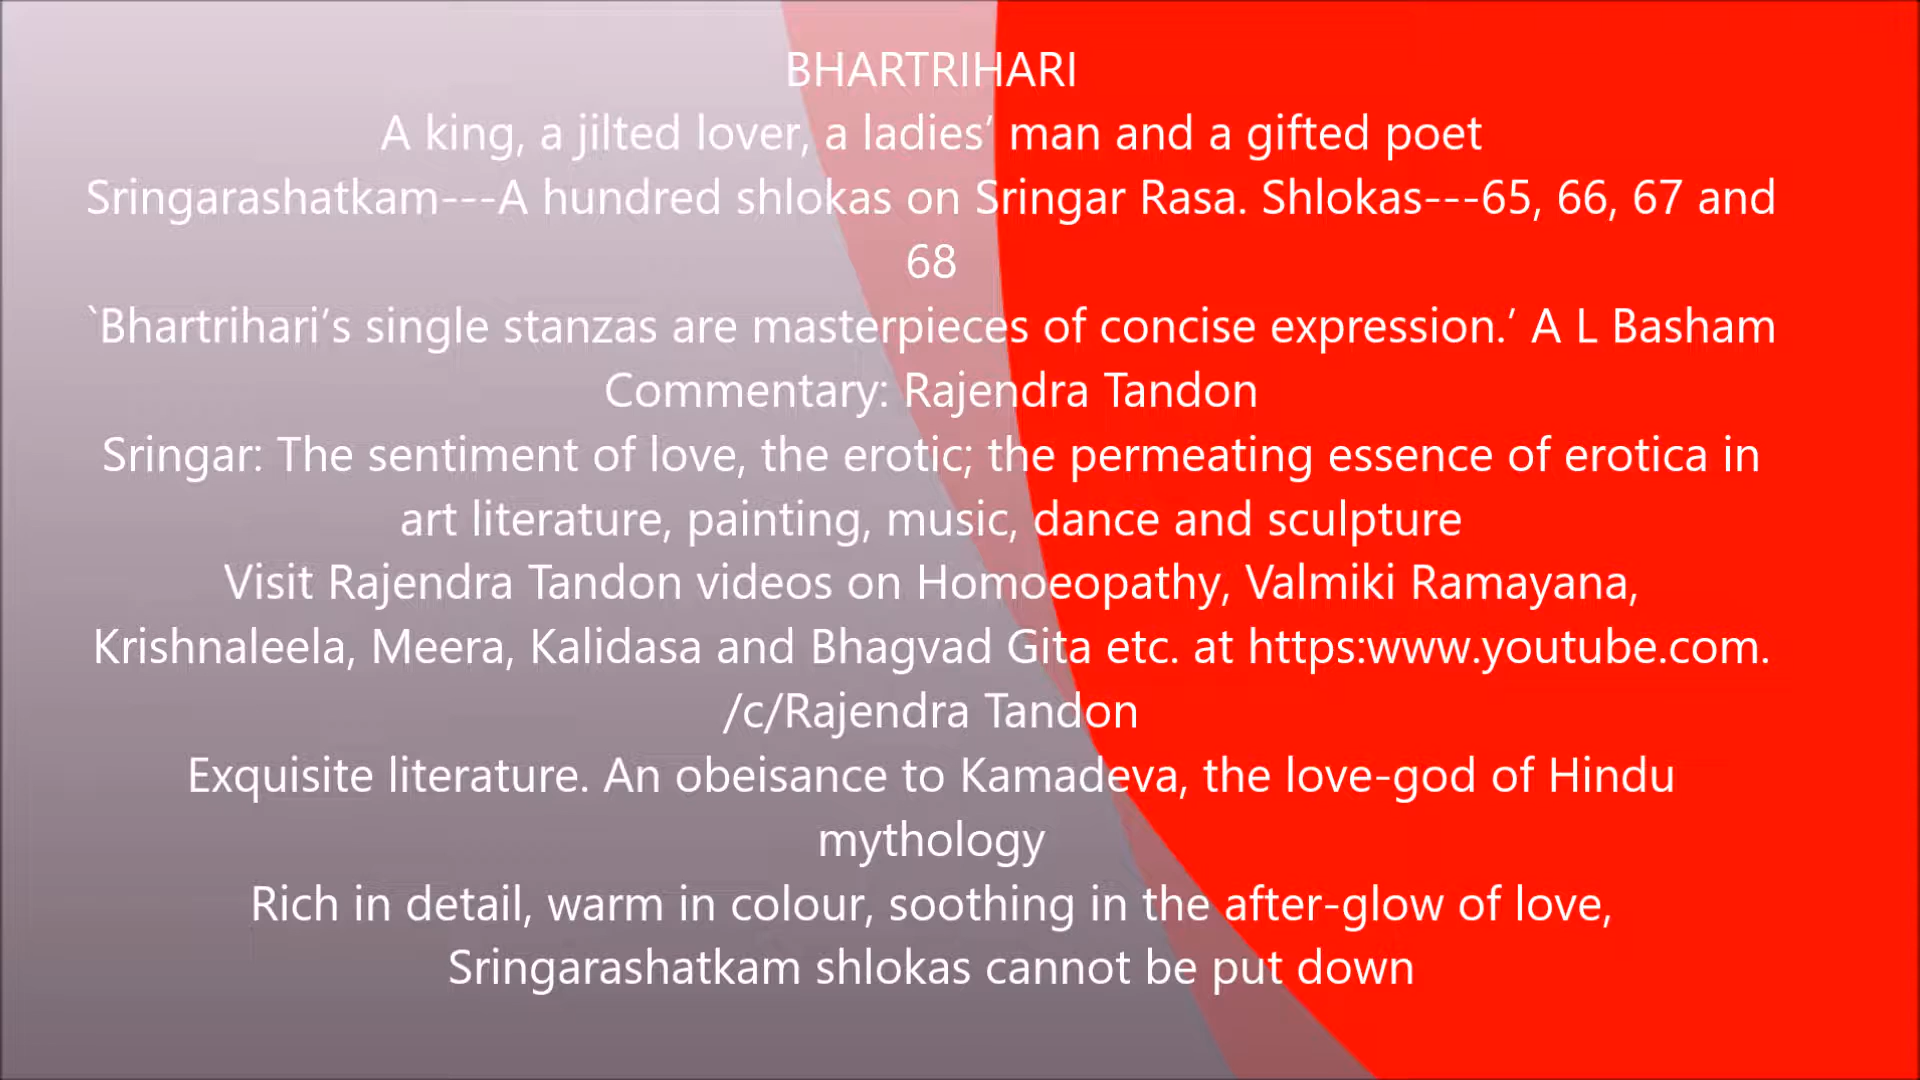 BHARTRIHARI
A king, a jilted lover, a ladies’ man and a gifted poet
Sringarashatkam---A hundred shlokas on Sringar Rasa. Shlokas---65, 66, 67 and
68
`Bhartrihari’s single stanzas are masterpieces of concise expression.’ A L Basham
Commentary: Rajendra Tandon
Sringar: The sentiment of love, the erotic; the permeating essence of erotica in
art literature, painting, music, dance and sculpture
Visit Rajendra Tandon videos on Homoeopathy, Valmiki Ramayana,
Krishnaleela, Meera, Kalidasa and Bhagvad Gita etc. at https:www.youtube.com.
/c/Rajendra Tandon
Exquisite literature. An obeisance to Kamadeva, the love-god of Hindu
mythology
Rich in detail, warm in colour, soothing in the after-glow of love,
Sringarashatkam shlokas cannot be put down